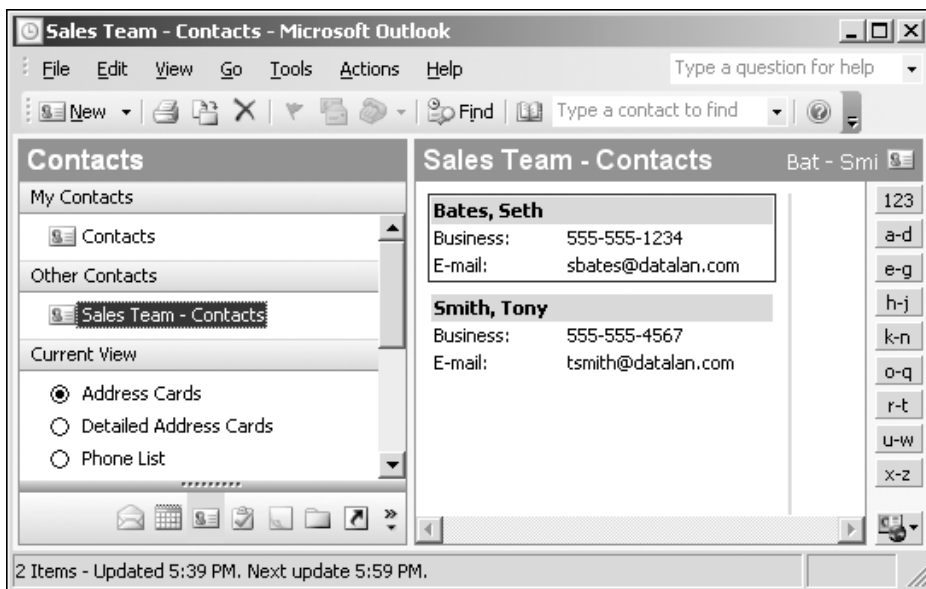 Sales Team - Contacts - Microsoft Outlook
File Edit View Go Tools Actions Help Type a question for help
New Find Type a contact to find
Contacts
My Contacts
Contacts
Other Contacts
Sales Team - Contacts
Current View
Address Cards
Detailed Address Cards
Phone List
Sales Team - Contacts Bat - Smi
Bates, Seth
Business: 555-555-1234
E-mail: sbates@datalan.com
Smith, Tony
Business: 555-555-4567
E-mail: tsmith@datalan.com
123
a-d
e-g
h-j
k-n
o-q
r-t
u-w
x-z
2 Items - Updated 5:39 PM. Next update 5:59 PM.